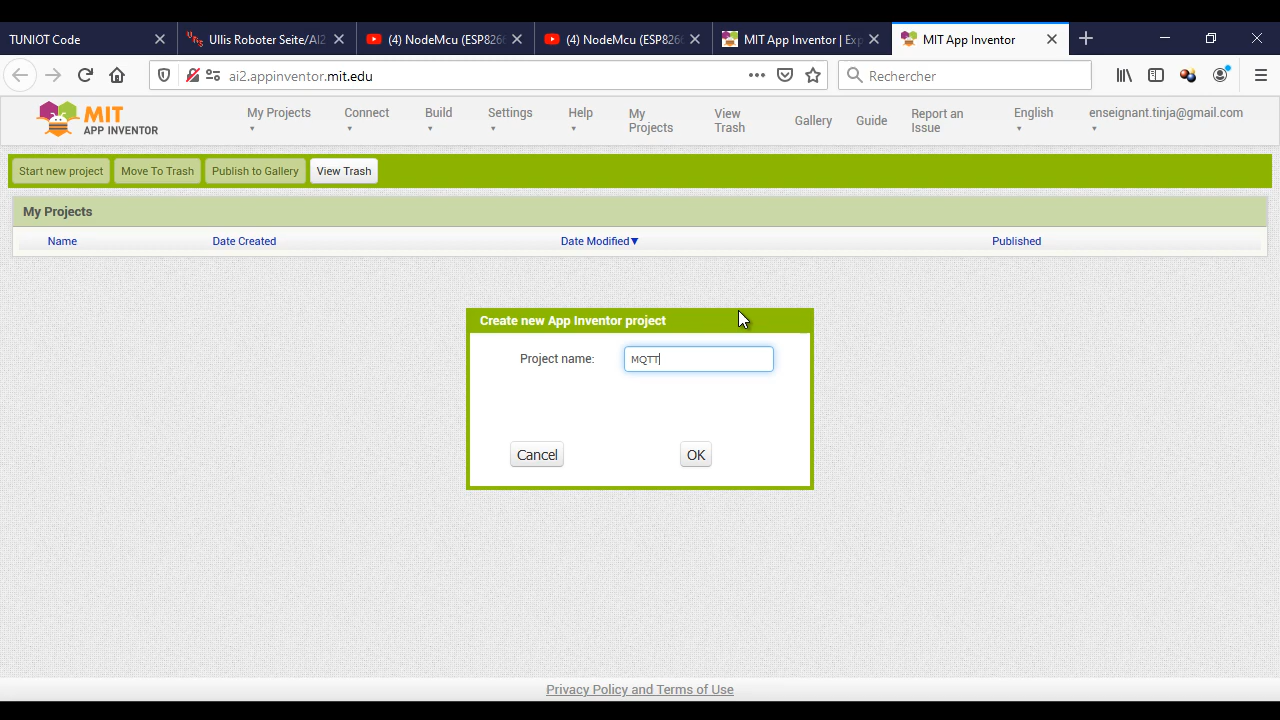 TUNIOT Code
Ullis Roboter Seite/AI2
(4) NodeMcu (ESP826
(4) NodeMcu (ESP826
MIT App Inventor | Exp
MIT App Inventor
ai2.appinventor.mit.edu
Rechercher
MIT
APP INVENTOR
My Projects
Connect
Build
Settings
Help
My Projects
View Trash
Gallery
Guide
Report an Issue
English
enseignant.tinja@gmail.com
Start new project
Move To Trash
Publish to Gallery
View Trash
My Projects
Name
Date Created
Date Modified▼
Published
Create new App Inventor project
Project name:
MQTT
Cancel
OK
Privacy Policy and Terms of Use